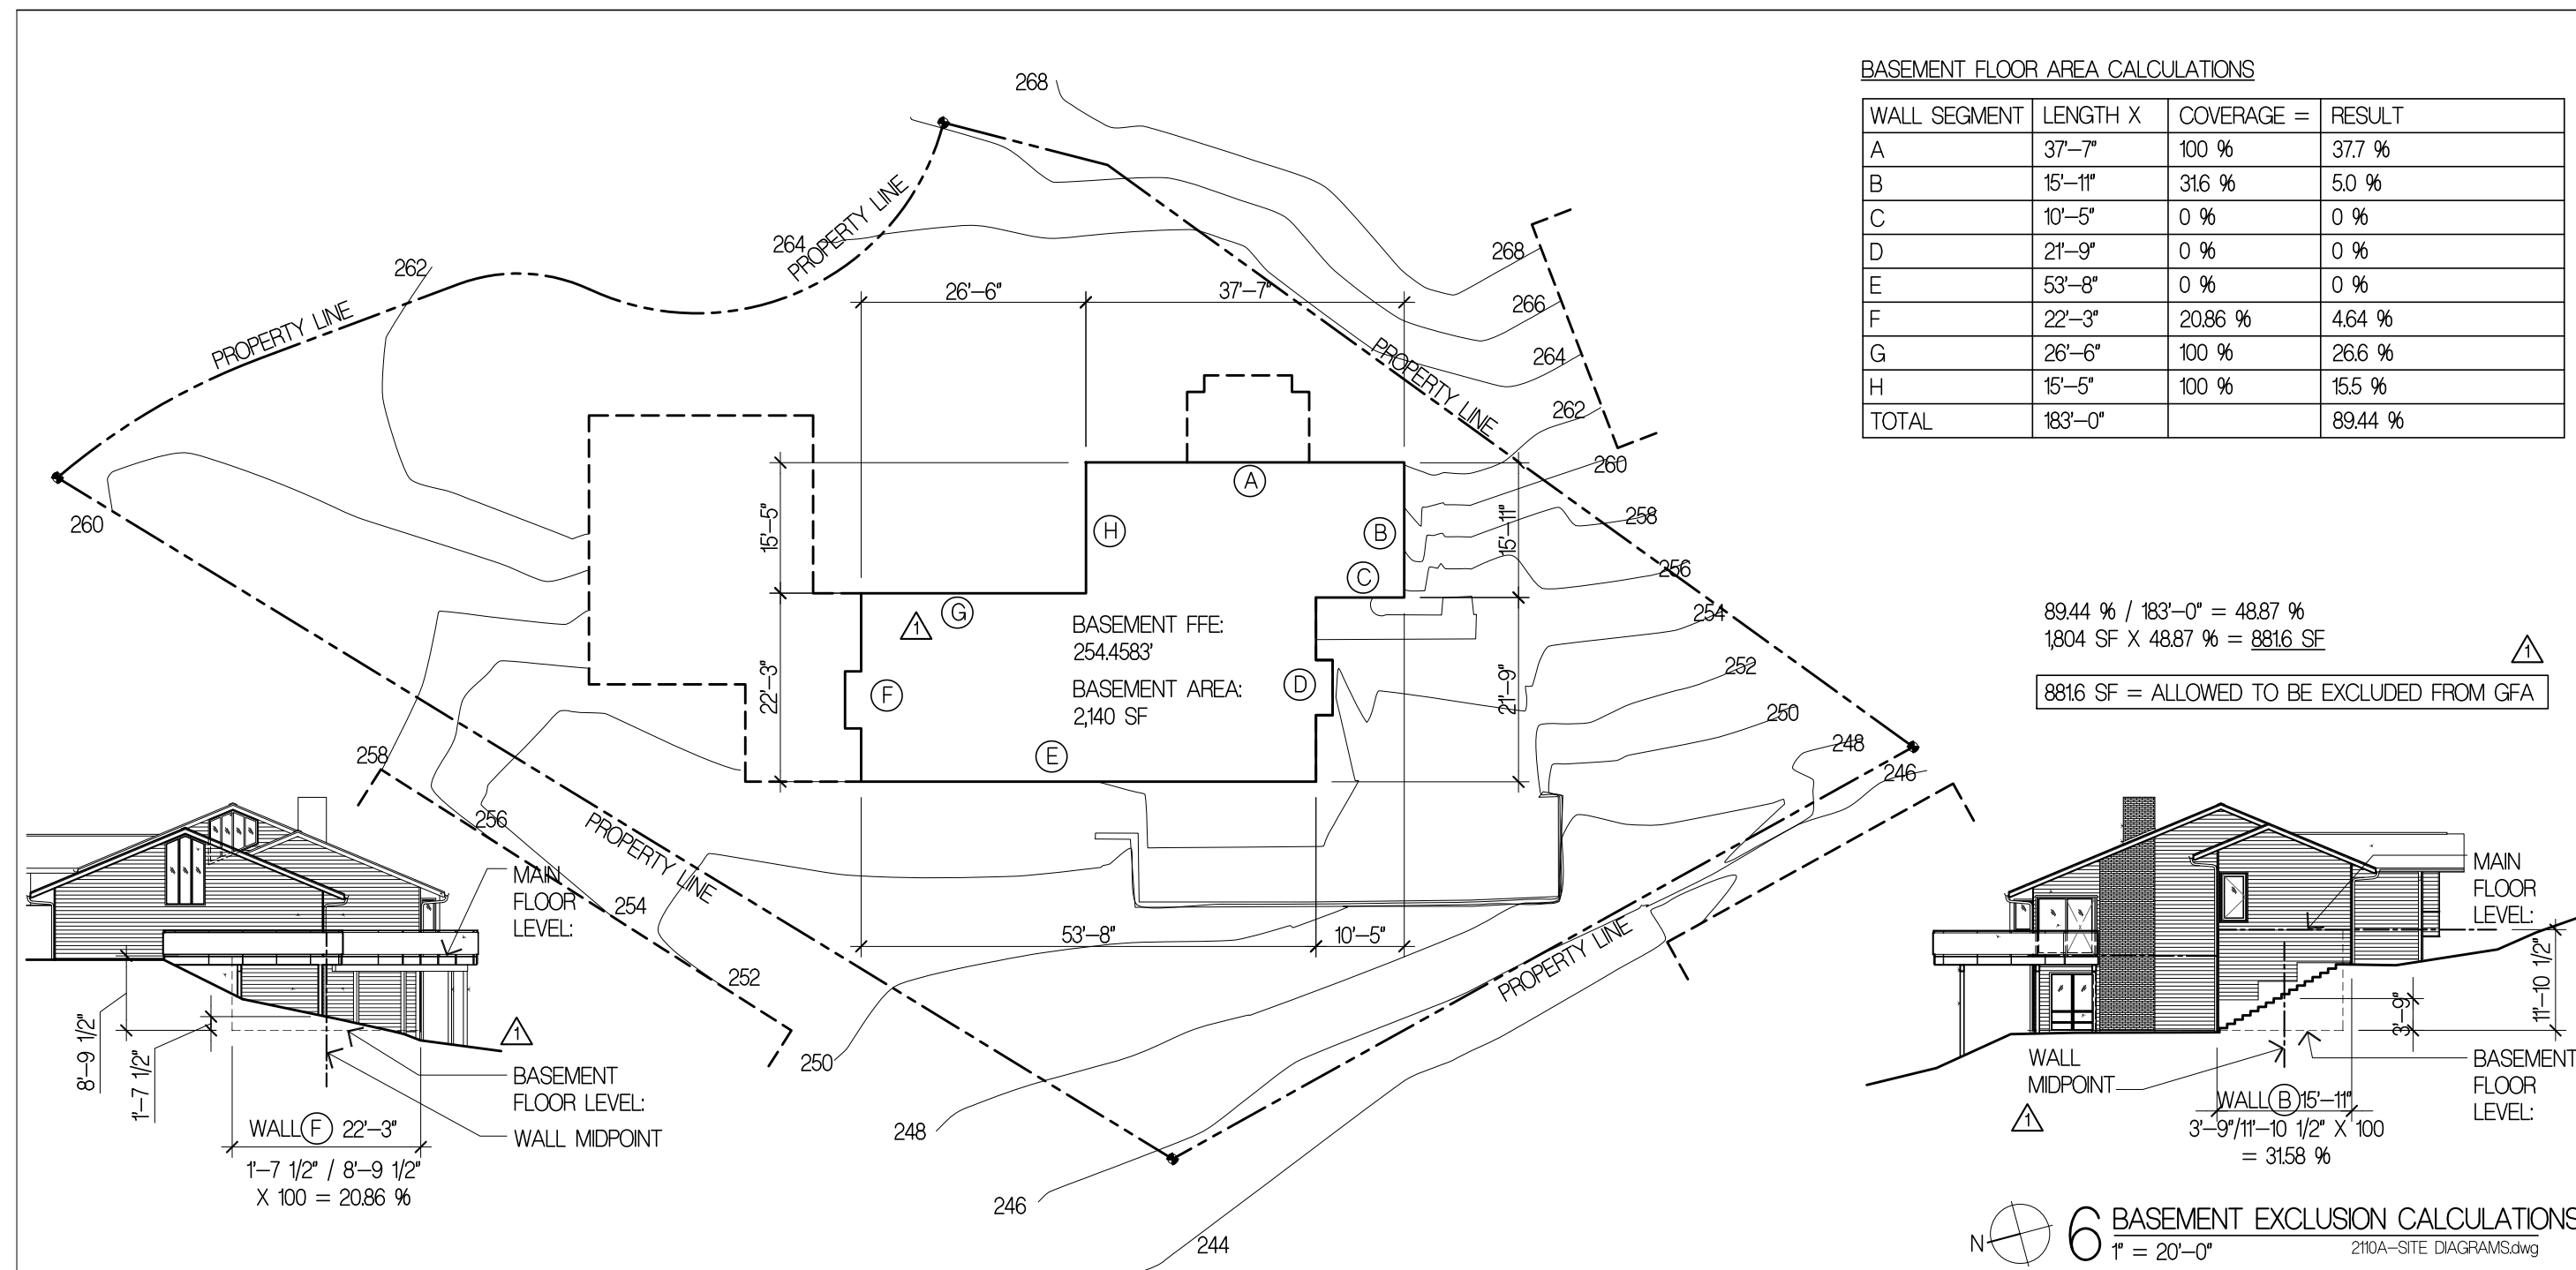 BASEMENT FLOOR AREA CALCULATIONS
WALL SEGMENT LENGTH X COVERAGE = RESULT
A 37'-7" 100 % 37.7 %
B 15'-11" 31.6 % 5.0 %
C 10'-5" 0 % 0 %
D 21'-9" 0 % 0 %
E 53'-8" 0 % 0 %
F 22'-3" 20.86 % 4.64 %
G 26'-6" 100 % 26.6 %
H 15'-5" 100 % 15.5 %
TOTAL 183'-0" 89.44 %
89.44 % / 183'-0" = 48.87 %
1,804 SF X 48.87 % = 881.6 SF
1
881.6 SF = ALLOWED TO BE EXCLUDED FROM GFA
268
264
PROPERTY LINE
262
PROPERTY LINE
260
26'-6"
37'-7"
268
266
264
262
260
258
256
254
252
250
248
246
PROPERTY LINE
15'-5"
22'-3"
15'-11"
21'-9"
A
B
C
D
E
F
G
H
1
BASEMENT FFE:
254.4583'
BASEMENT AREA:
2,140 SF
53'-8"
10'-5"
PROPERTY LINE
PROPERTY LINE
258
256
254
252
250
248
246
244
MAIN
FLOOR
LEVEL:
8'-9 1/2"
1'-7 1/2"
1
BASEMENT
FLOOR LEVEL:
WALL MIDPOINT
WALL F 22'-3"
1'-7 1/2" / 8'-9 1/2"
X 100 = 20.86 %
MAIN
FLOOR
LEVEL:
11'-10 1/2"
3'-9"
WALL
MIDPOINT
1
BASEMENT
FLOOR
LEVEL:
WALL B 15'-11"
3'-9"/11'-10 1/2" X 100
= 31.58 %
N
6 BASEMENT EXCLUSION CALCULATIONS
1" = 20'-0" 2110A-SITE DIAGRAMS.dwg